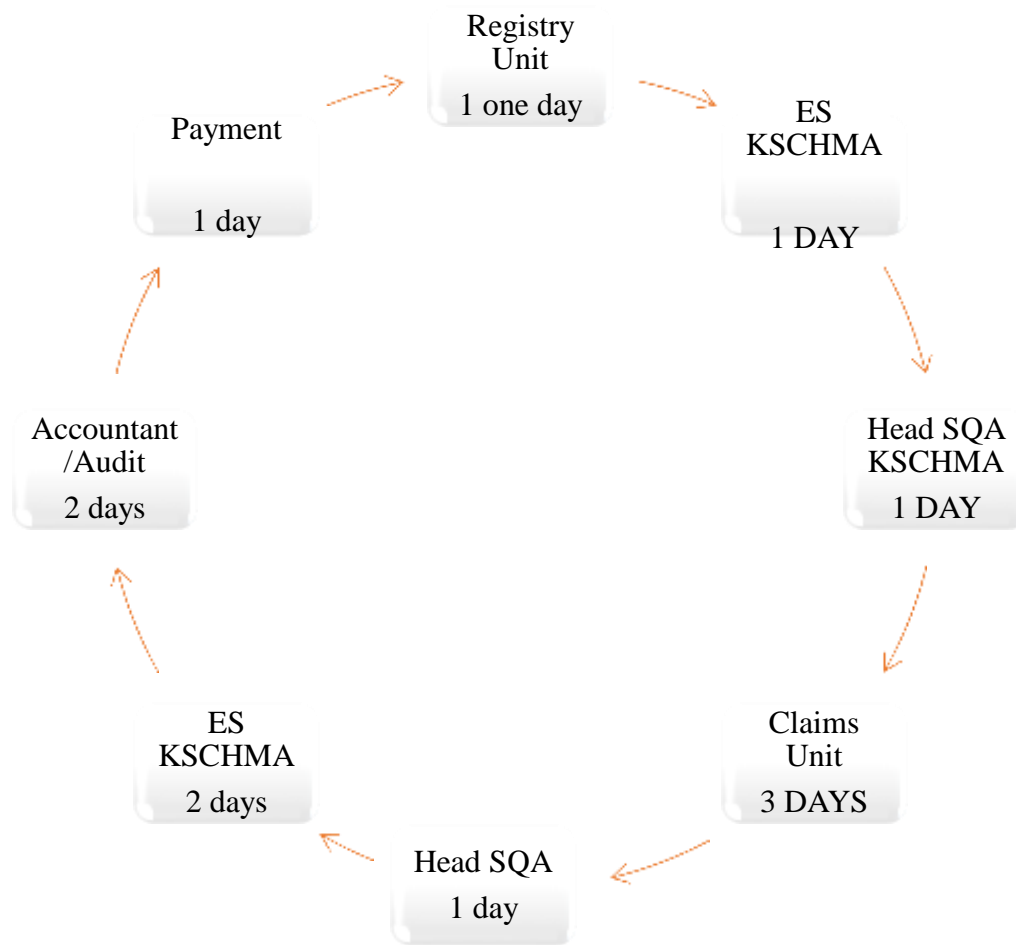 Registry
Unit
1 one day
ES
KSCHMA
1 DAY
Head SQA
KSCHMA
1 DAY
Claims
Unit
3 DAYS
Head SQA
1 day
ES
KSCHMA
2 days
Accountant
/Audit
2 days
Payment
1 day